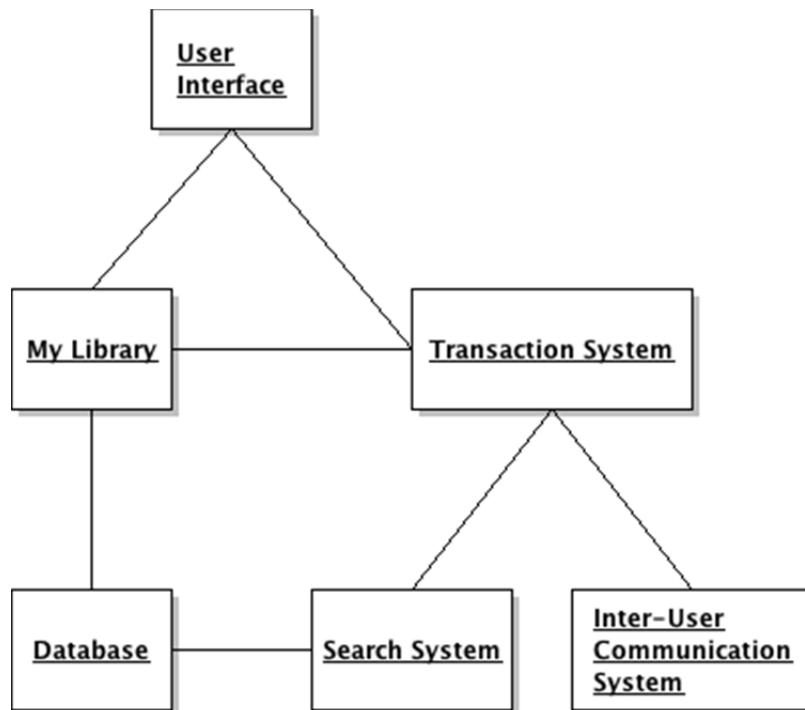 User
Interface
My Library
Transaction System
Database
Search System
Inter-User
Communication
System